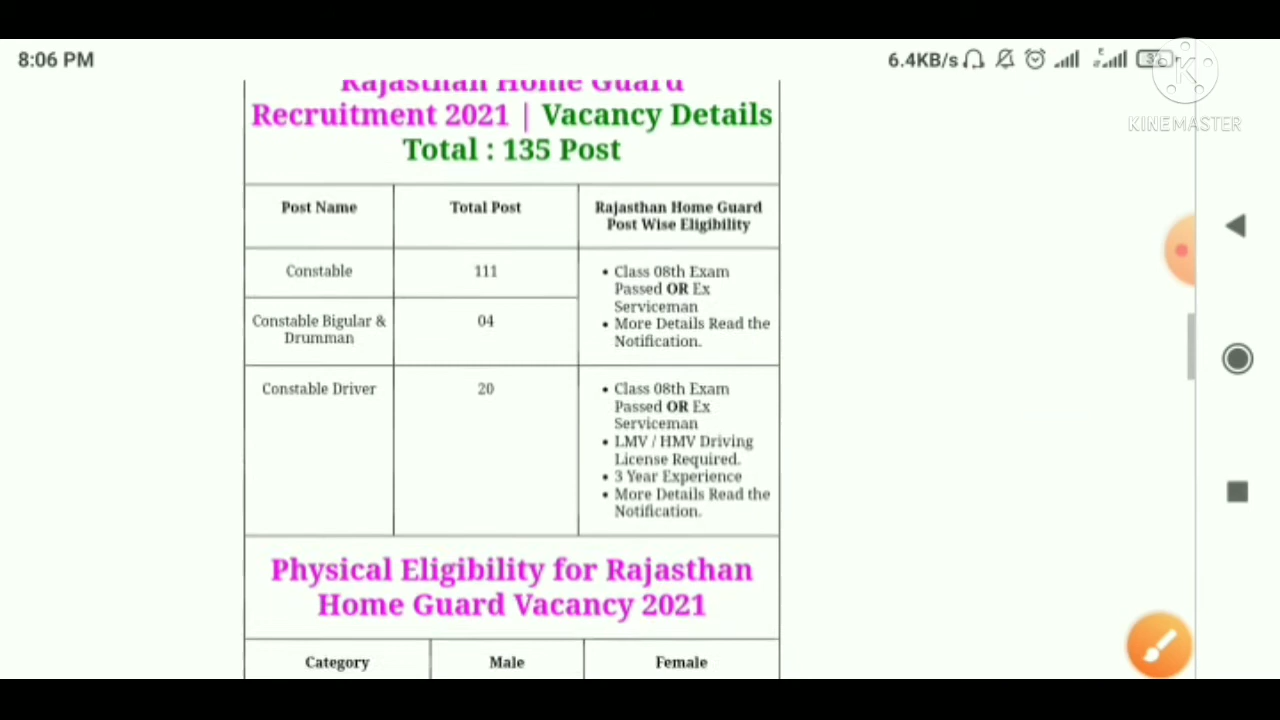 8:06 PM
6.4KB/s
KINEMASTER
Rajasthan Home Guard
Recruitment 2021 | Vacancy Details
Total : 135 Post
Post Name
Total Post
Rajasthan Home Guard
Post Wise Eligibility
Constable
111
• Class 08th Exam
Passed OR Ex
Serviceman
• More Details Read the
Notification.
Constable Bigular &
Drumman
04
Constable Driver
20
• Class 08th Exam
Passed OR Ex
Serviceman
• LMV / HMV Driving
License Required.
• 3 Year Experience
• More Details Read the
Notification.
Physical Eligibility for Rajasthan
Home Guard Vacancy 2021
Category
Male
Female